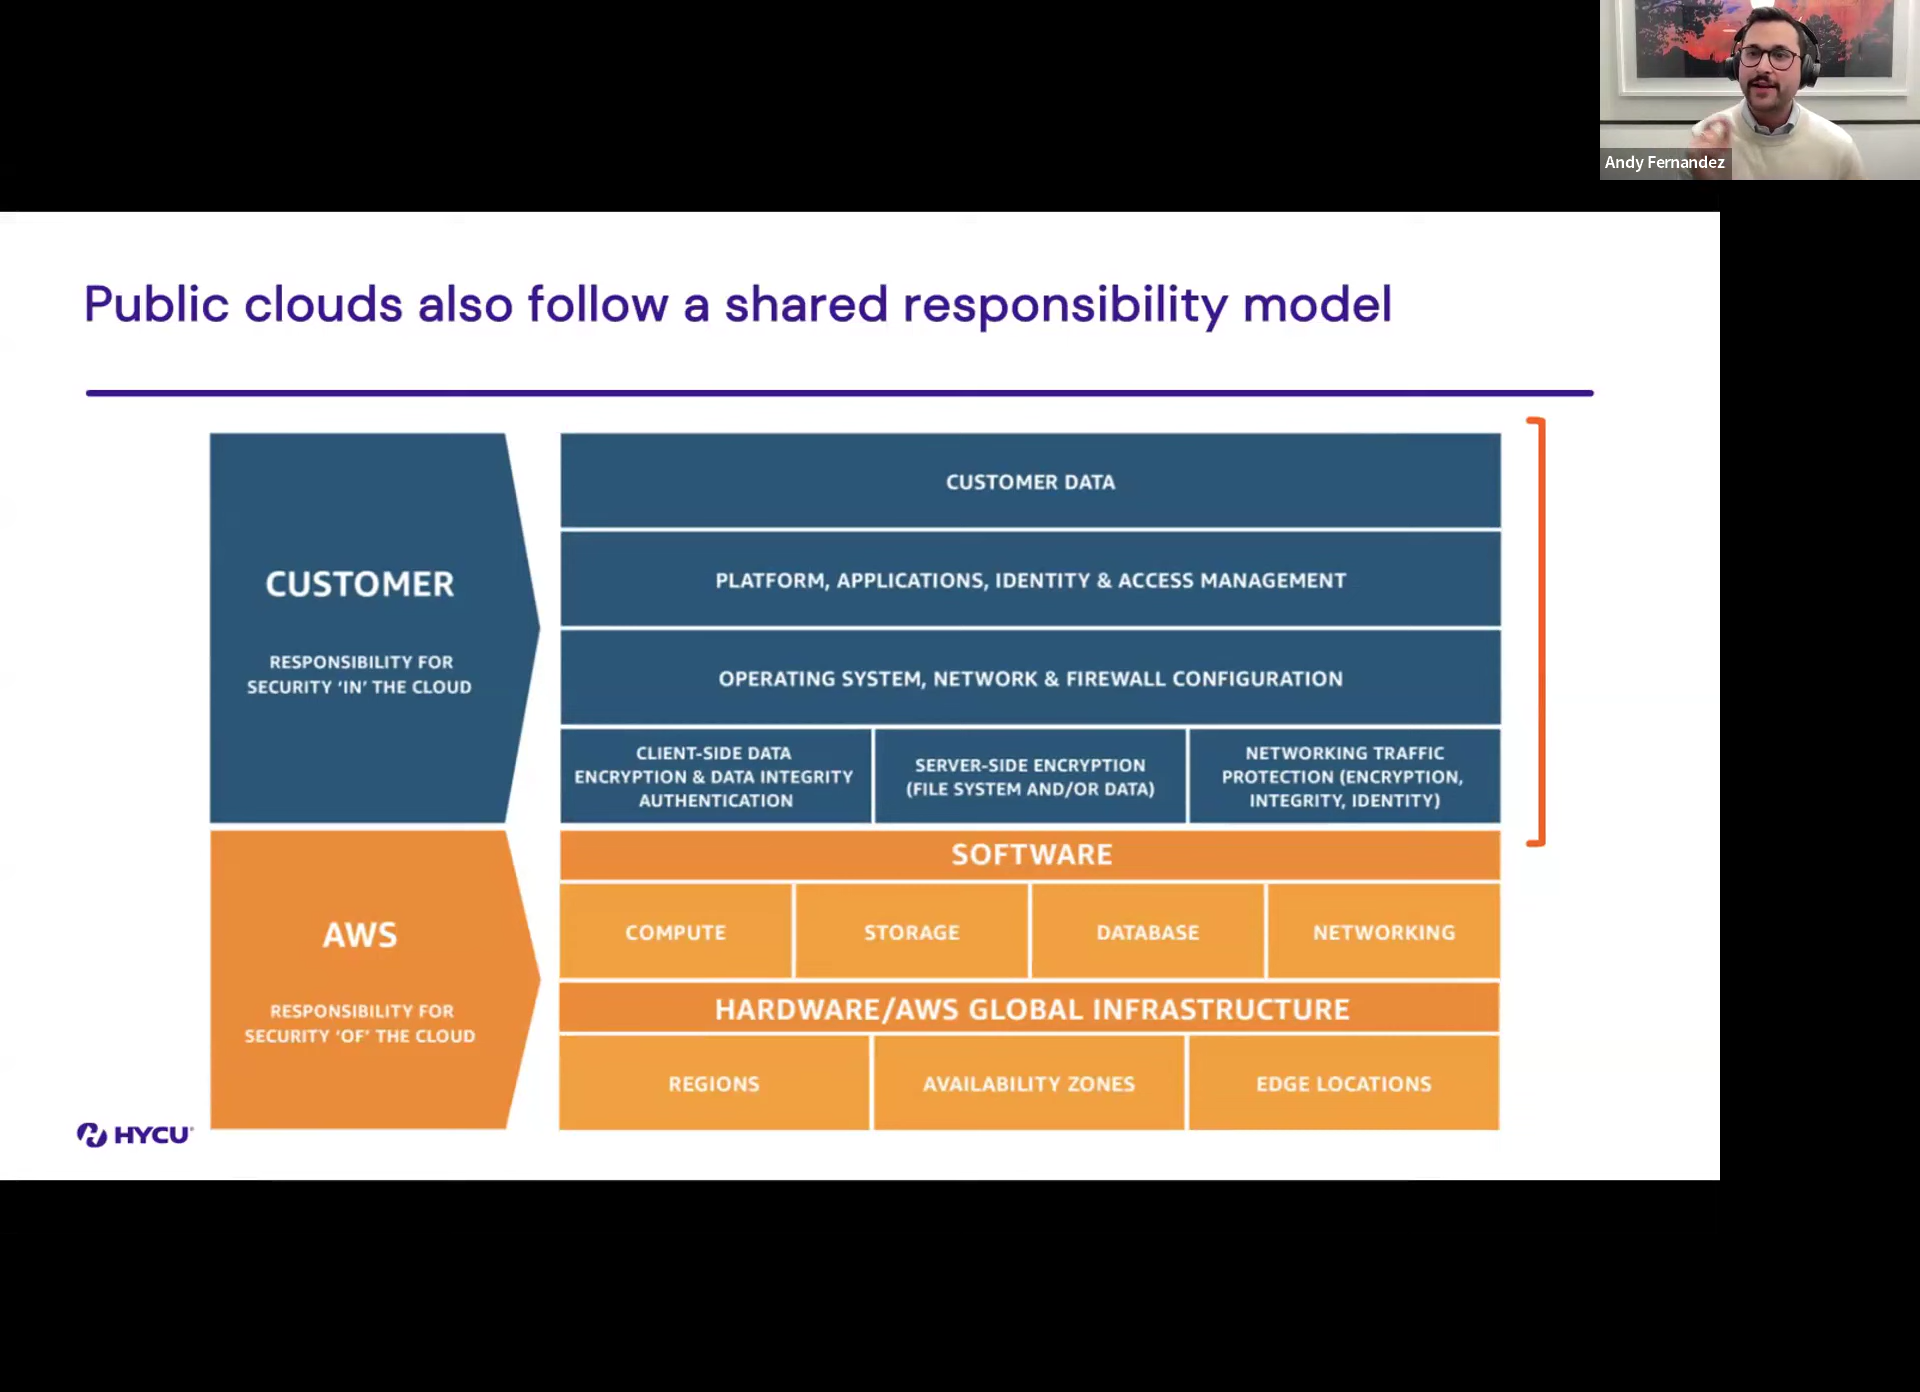 Andy Fernandez
Public clouds also follow a shared responsibility model
CUSTOMER
RESPONSIBILITY FOR
SECURITY ‘IN’ THE CLOUD
CUSTOMER DATA
PLATFORM, APPLICATIONS, IDENTITY & ACCESS MANAGEMENT
OPERATING SYSTEM, NETWORK & FIREWALL CONFIGURATION
CLIENT-SIDE DATA
ENCRYPTION & DATA INTEGRITY
AUTHENTICATION
SERVER-SIDE ENCRYPTION
(FILE SYSTEM AND/OR DATA)
NETWORKING TRAFFIC
PROTECTION (ENCRYPTION,
INTEGRITY, IDENTITY)
AWS
RESPONSIBILITY FOR
SECURITY ‘OF’ THE CLOUD
SOFTWARE
COMPUTE
STORAGE
DATABASE
NETWORKING
HARDWARE/AWS GLOBAL INFRASTRUCTURE
REGIONS
AVAILABILITY ZONES
EDGE LOCATIONS
HYCU